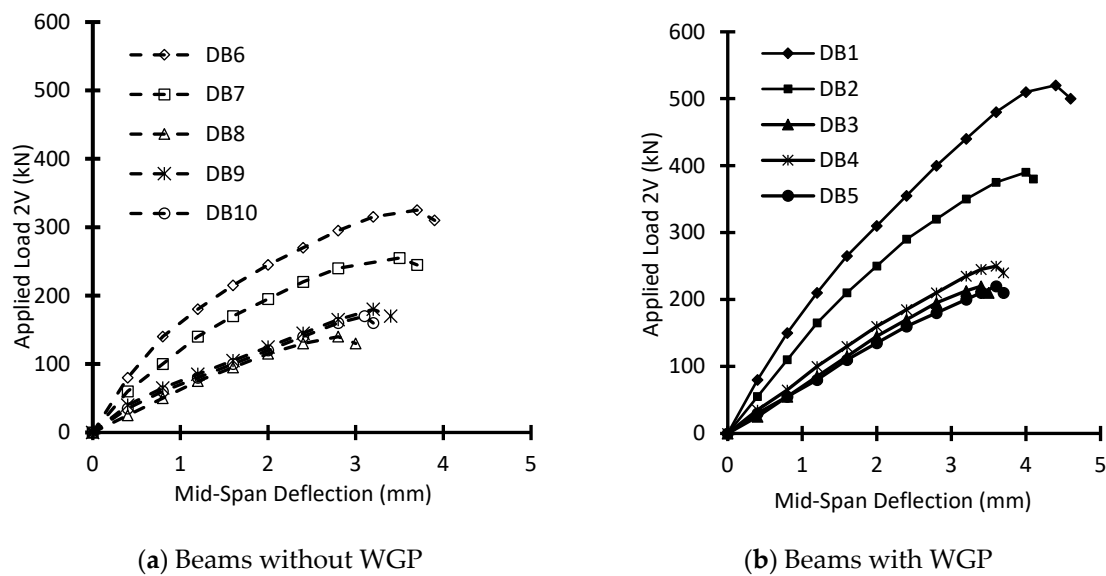 600
500
400
300
200
100
0
Applied Load 2V (kN)
DB6
DB7
DB8
DB9
DB10
0 1 2 3 4 5
Mid-Span Deflection (mm)
(a) Beams without WGP
600
500
400
300
200
100
0
Applied Load 2V (kN)
DB1
DB2
DB3
DB4
DB5
0 1 2 3 4 5
Mid-Span Deflection (mm)
(b) Beams with WGP